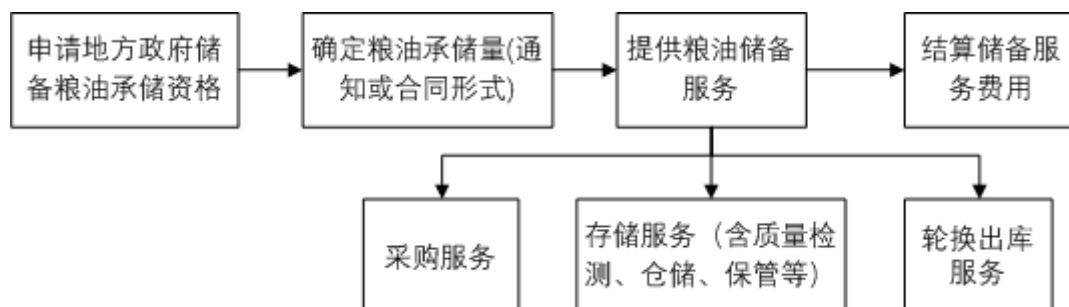 申请地方政府储
备粮油承储资格
确定粮油承储量(通
知或合同形式)
提供粮油储备
服务
结算储备服
务费用
采购服务
存储服务（含质量检
测、仓储、保管等）
轮换出库
服务